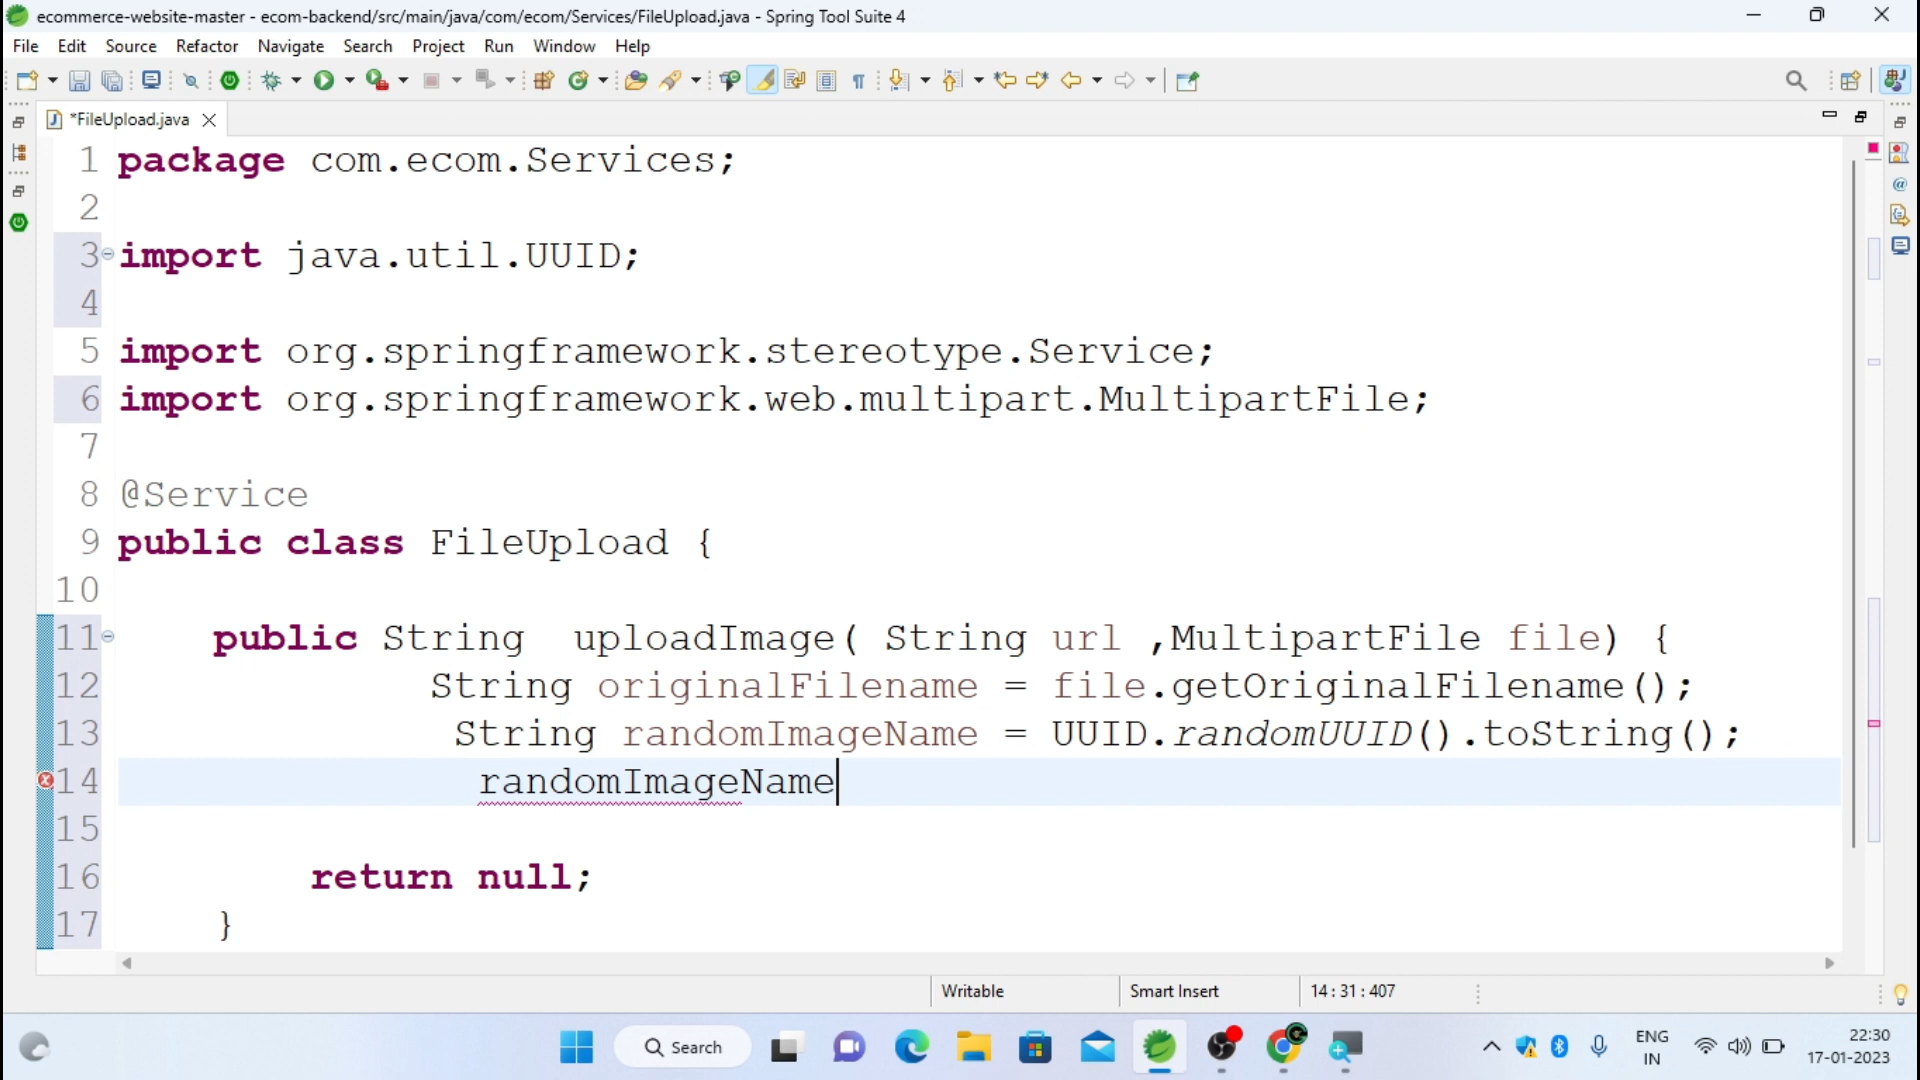 ecommerce-website-master - ecom-backend/src/main/java/com/ecom/Services/FileUpload.java - Spring Tool Suite 4
File Edit Source Refactor Navigate Search Project Run Window Help
*FileUpload.java
1 package com.ecom.Services;
2
3 import java.util.UUID;
4
5 import org.springframework.stereotype.Service;
6 import org.springframework.web.multipart.MultipartFile;
7
8 @Service
9 public class FileUpload {
10
11 public String uploadImage( String url ,MultipartFile file) {
12 String originalFilename = file.getOriginalFilename();
13 String randomImageName = UUID.randomUUID().toString();
14 randomImageName
15
16 return null;
17 }
Writable Smart Insert 14 : 31 : 407
Search
ENG
IN
22:30
17-01-2023